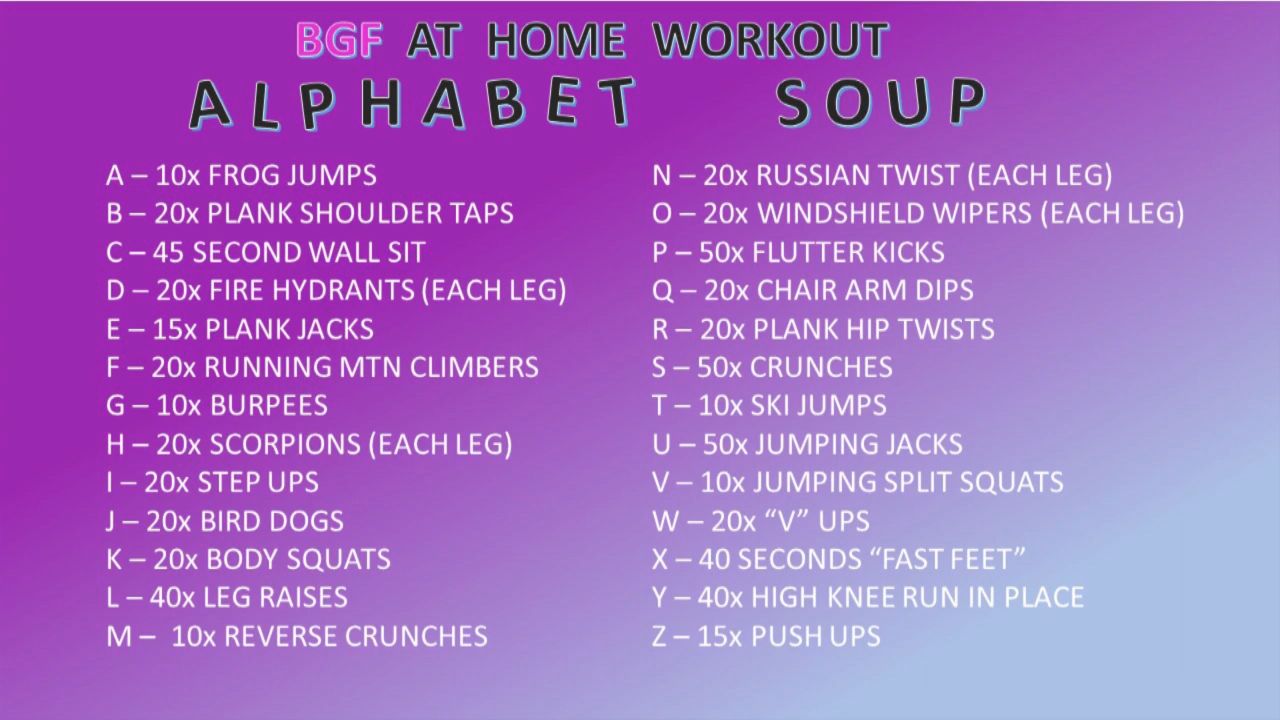 BGF AT HOME WORKOUT
ALPHABET SOUP
A – 10x FROG JUMPS
B – 20x PLANK SHOULDER TAPS
C – 45 SECOND WALL SIT
D – 20x FIRE HYDRANTS (EACH LEG)
E – 15x PLANK JACKS
F – 20x RUNNING MTN CLIMBERS
G – 10x BURPEES
H – 20x SCORPIONS (EACH LEG)
I – 20x STEP UPS
J – 20x BIRD DOGS
K – 20x BODY SQUATS
L – 40x LEG RAISES
M – 10x REVERSE CRUNCHES
N – 20x RUSSIAN TWIST (EACH LEG)
O – 20x WINDSHIELD WIPERS (EACH LEG)
P – 50x FLUTTER KICKS
Q – 20x CHAIR ARM DIPS
R – 20x PLANK HIP TWISTS
S – 50x CRUNCHES
T – 10x SKI JUMPS
U – 50x JUMPING JACKS
V – 10x JUMPING SPLIT SQUATS
W – 20x “V” UPS
X – 40 SECONDS “FAST FEET”
Y – 40x HIGH KNEE RUN IN PLACE
Z – 15x PUSH UPS